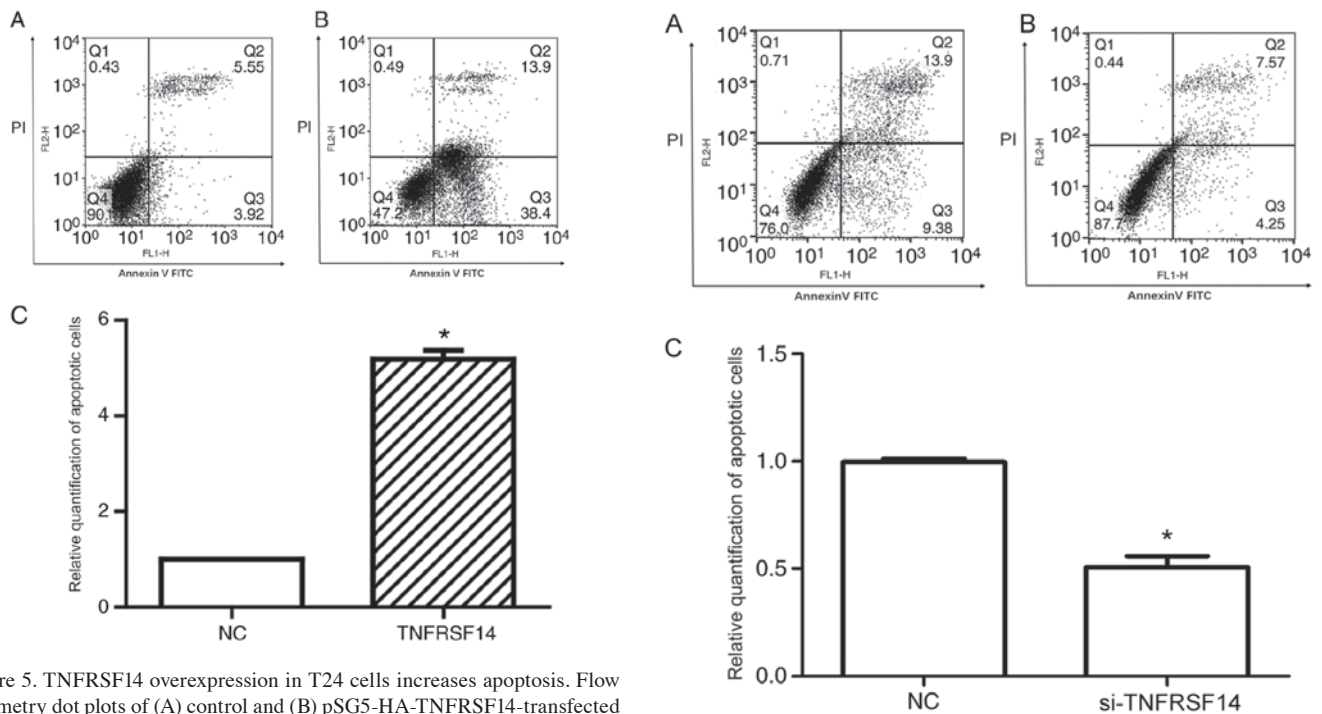 A
PI
FL2-H
10⁴
10³
10²
10¹
10⁰
Q1
0.43
Q2
5.55
Q4
Q3
3.92
10⁰ 10¹ 10² 10³ 10⁴
FL1-H
Annexin V FITC
B
PI
FL2-H
10⁴
10³
10²
10¹
10⁰
Q1
0.49
Q2
13.9
Q4
47.2
Q3
38.4
10⁰ 10¹ 10² 10³ 10⁴
FL1-H
Annexin V FITC
C
Relative quantification of apoptotic cells
6
4
2
0
*
NC TNFRSF14
re 5. TNFRSF14 overexpression in T24 cells increases apoptosis. Flow
metry dot plots of (A) control and (B) pSG5-HA-TNFRSF14-transfected
A
PI
FL2-H
10⁴
10³
10²
10¹
10⁰
Q1
0.71
Q2
13.9
Q4
76.0
Q3
9.38
10⁰ 10¹ 10² 10³ 10⁴
FL1-H
AnnexinV FITC
B
PI
FL2-H
10⁴
10³
10²
10¹
10⁰
Q1
0.44
Q2
7.57
Q4
87.7
Q3
4.25
10⁰ 10¹ 10² 10³ 10⁴
FL1-H
AnnexinV FITC
C
Relative quantification of apoptotic cells
1.5
1.0
0.5
0.0
*
NC si-TNFRSF14